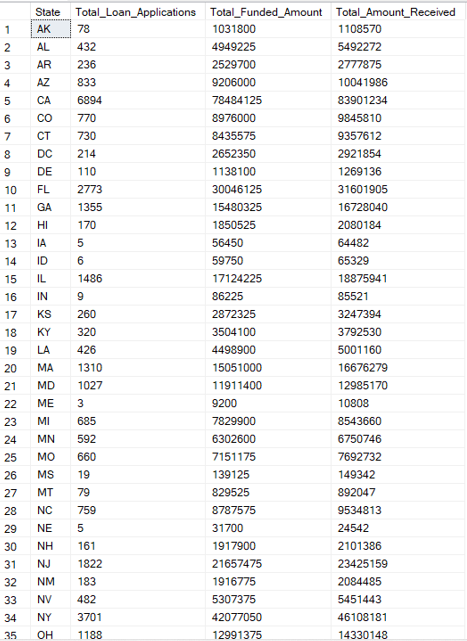 State Total_Loan_Applications Total_Funded_Amount Total_Amount_Received
1 AK 78 1031800 1108570
2 AL 432 4949225 5492272
3 AR 236 2529700 2777875
4 AZ 833 9206000 10041986
5 CA 6894 78484125 83901234
6 CO 770 8976000 9845810
7 CT 730 8435575 9357612
8 DC 214 2652350 2921854
9 DE 110 1138100 1269136
10 FL 2773 30046125 31601905
11 GA 1355 15480325 16728040
12 HI 170 1850525 2080184
13 IA 5 56450 64482
14 ID 6 59750 65329
15 IL 1486 17124225 18875941
16 IN 9 86225 85521
17 KS 260 2872325 3247394
18 KY 320 3504100 3792530
19 LA 426 4498900 5001160
20 MA 1310 15051000 16676279
21 MD 1027 11911400 12985170
22 ME 3 9200 10808
23 MI 685 7829900 8543660
24 MN 592 6302600 6750746
25 MO 660 7151175 7692732
26 MS 19 139125 149342
27 MT 79 829525 892047
28 NC 759 8787575 9534813
29 NE 5 31700 24542
30 NH 161 1917900 2101386
31 NJ 1822 21657475 23425159
32 NM 183 1916775 2084485
33 NV 482 5307375 5451443
34 NY 3701 42077050 46108181
35 OH 1188 12991375 14330148